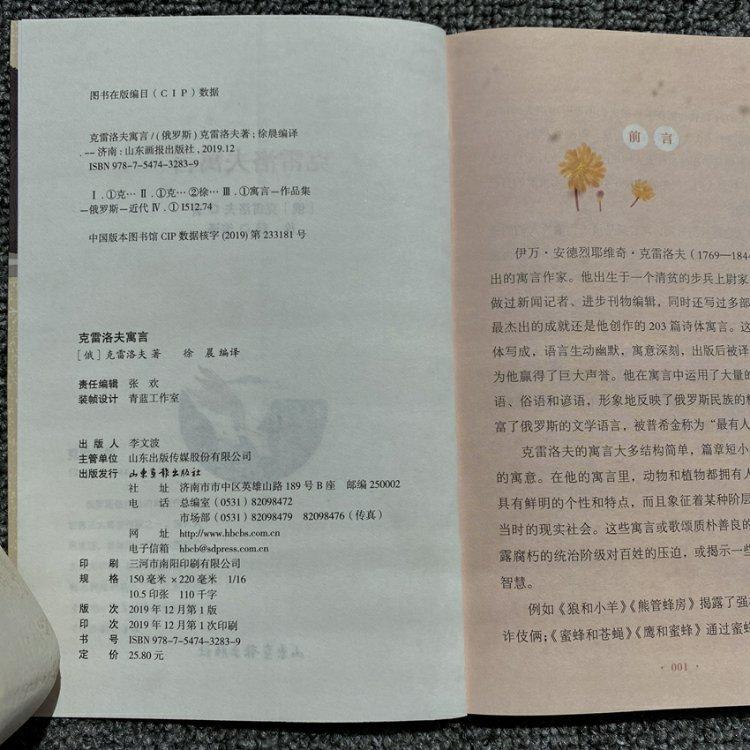 图书在版编目（CIP）数据
克雷洛夫寓言/（俄罗斯）克雷洛夫著；徐晨编译
. -- 济南：山东画报出版社，2019.12
ISBN 978-7-5474-3283-9
Ⅰ．①克… Ⅱ．①克…②徐… Ⅲ．①寓言－作品集
－俄罗斯－近代 Ⅳ．① I512.74
中国版本图书馆 CIP 数据核字 (2019) 第 233181 号
克雷洛夫寓言
［俄］克雷洛夫 著 徐 晨 编译
责任编辑 张 欢
装帧设计 青蓝工作室
出 版 人 李文波
主管单位 山东出版传媒股份有限公司
出版发行 山东画报出版社
社 址 济南市市中区英雄山路 189 号 B 座 邮编 250002
电 话 总编室（0531）82098472
市场部（0531）82098479 82098476（传真）
网 址 http://www.hbcbs.com.cn
电子信箱 hbcb@sdpress.com.cn
印 刷 三河市南阳印刷有限公司
规 格 150 毫米 × 220 毫米 1/16
10.5 印张 110 千字
版 次 2019 年 12 月第 1 版
印 次 2019 年 12 月第 1 次印刷
书 号 ISBN 978-7-5474-3283-9
定 价 25.80 元
前言
伊万·安德烈耶维奇·克雷洛夫（1769—1844
出的寓言作家。他出生于一个清贫的步兵上尉家
做过新闻记者、进步刊物编辑，同时还写过多部
最杰出的成就还是他创作的 203 篇诗体寓言。这
体写成，语言生动幽默，寓意深刻，出版后被译
为他赢得了巨大声誉。他在寓言中运用了大量的
语、俗语和谚语，形象地反映了俄罗斯民族的
富了俄罗斯的文学语言，被普希金称为“最有人
克雷洛夫的寓言大多结构简单，篇章短小
的寓意。在他的寓言里，动物和植物都拥有人
具有鲜明的个性和特点，而且象征着某种阶层
当时的现实社会。这些寓言或歌颂质朴善良的
露腐朽的统治阶级对百姓的压迫，或揭示一些
智慧。
例如《狼和小羊》《熊管蜂房》揭露了强
诈伎俩；《蜜蜂和苍蝇》《鹰和蜜蜂》通过蜜蜂
· 001 ·